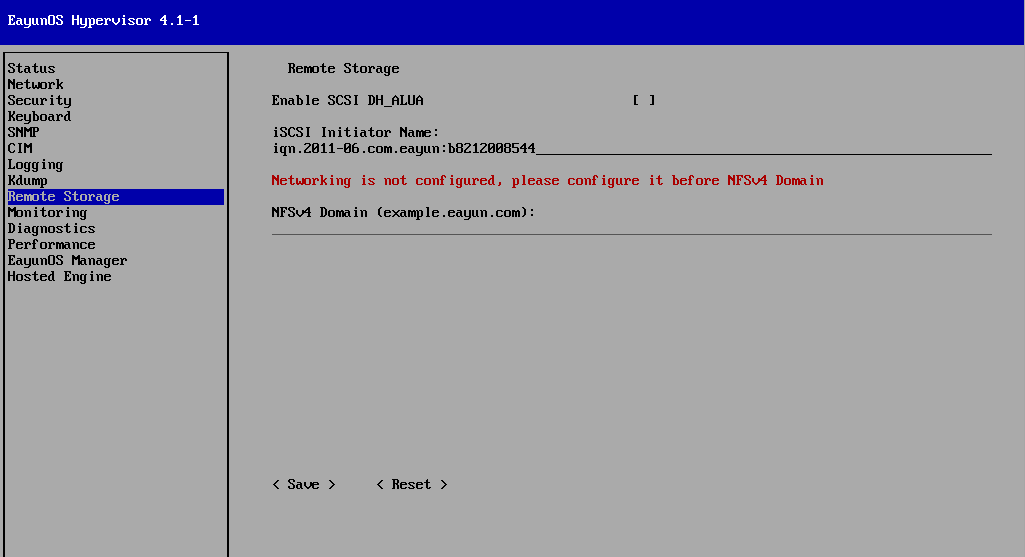 EayunOS Hypervisor 4.1-1
Status
Network
Security
Keyboard
SNMP
CIM
Logging
Kdump
Remote Storage
Monitoring
Diagnostics
Performance
EayunOS Manager
Hosted Engine
Remote Storage
Enable SCSI DH_ALUA [ ]
iSCSI Initiator Name:
iqn.2011-06.com.eayun:b8212008544
Networking is not configured, please configure it before NFSv4 Domain
NFSv4 Domain (example.eayun.com):
< Save > < Reset >